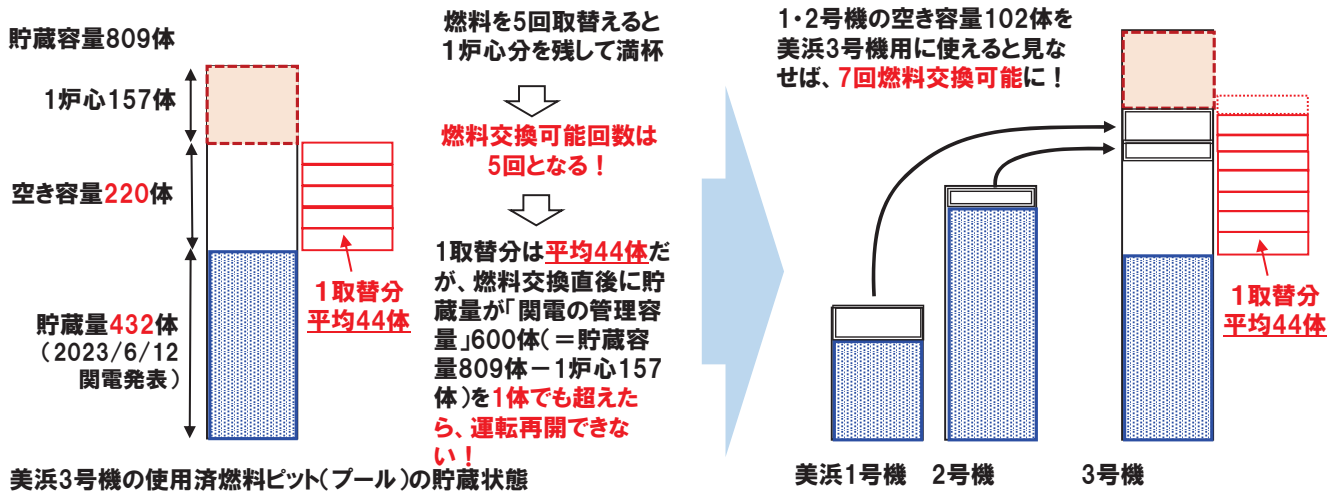 貯蔵容量809体
1炉心157体
空き容量220体
貯蔵量432体
(2023/6/12
関電発表)
1取替分
平均44体
美浜3号機の使用済燃料ピット(プール)の貯蔵状態
燃料を5回取替えると
1炉心分を残して満杯
燃料交換可能回数は
5回となる!
1取替分は平均44体だ
が、燃料交換直後に貯
蔵量が「関電の管理容
量」600体(=貯蔵容
量809体-1炉心157
体)を1体でも超えた
ら、運転再開できな
い!
1・2号機の空き容量102体を
美浜3号機用に使えると見な
せば、7回燃料交換可能に!
1取替分
平均44体
美浜1号機 2号機 3号機